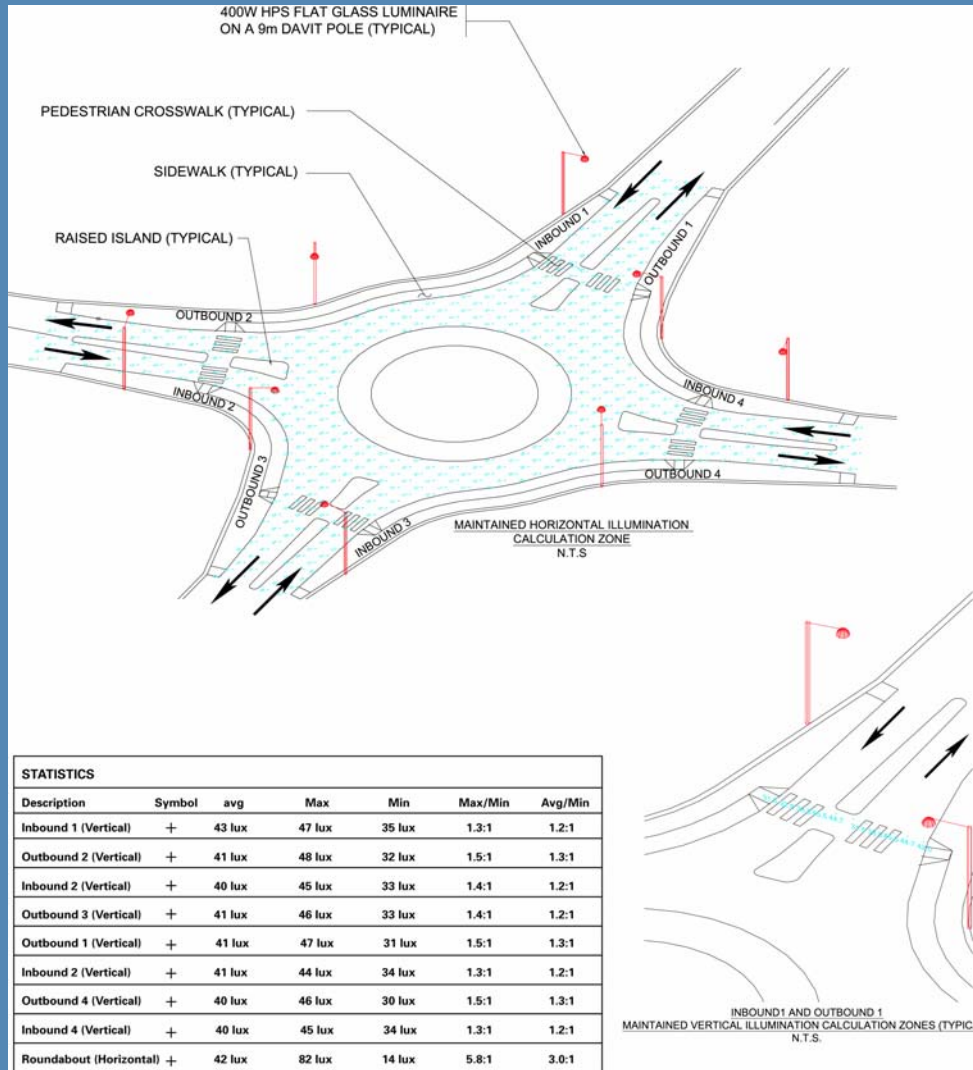 400W HPS FLAT GLASS LUMINAIRE
ON A 9m DAVIT POLE (TYPICAL)
PEDESTRIAN CROSSWALK (TYPICAL)
SIDEWALK (TYPICAL)
RAISED ISLAND (TYPICAL)
INBOUND 1
OUTBOUND 1
OUTBOUND 2
INBOUND 2
INBOUND 4
OUTBOUND 4
OUTBOUND 3
INBOUND 3
MAINTAINED HORIZONTAL ILLUMINATION
CALCULATION ZONE
N.T.S
STATISTICS
Description Symbol avg Max Min Max/Min Avg/Min
Inbound 1 (Vertical) + 43 lux 47 lux 35 lux 1.3:1 1.2:1
Outbound 2 (Vertical) + 41 lux 48 lux 32 lux 1.5:1 1.3:1
Inbound 2 (Vertical) + 40 lux 45 lux 33 lux 1.4:1 1.2:1
Outbound 3 (Vertical) + 41 lux 46 lux 33 lux 1.4:1 1.2:1
Outbound 1 (Vertical) + 41 lux 47 lux 31 lux 1.5:1 1.3:1
Inbound 2 (Vertical) + 41 lux 44 lux 34 lux 1.3:1 1.2:1
Outbound 4 (Vertical) + 40 lux 46 lux 30 lux 1.5:1 1.3:1
Inbound 4 (Vertical) + 40 lux 45 lux 34 lux 1.3:1 1.2:1
Roundabout (Horizontal) + 42 lux 82 lux 14 lux 5.8:1 3.0:1
INBOUND1 AND OUTBOUND 1
MAINTAINED VERTICAL ILLUMINATION CALCULATION ZONES (TYPIC
N.T.S.